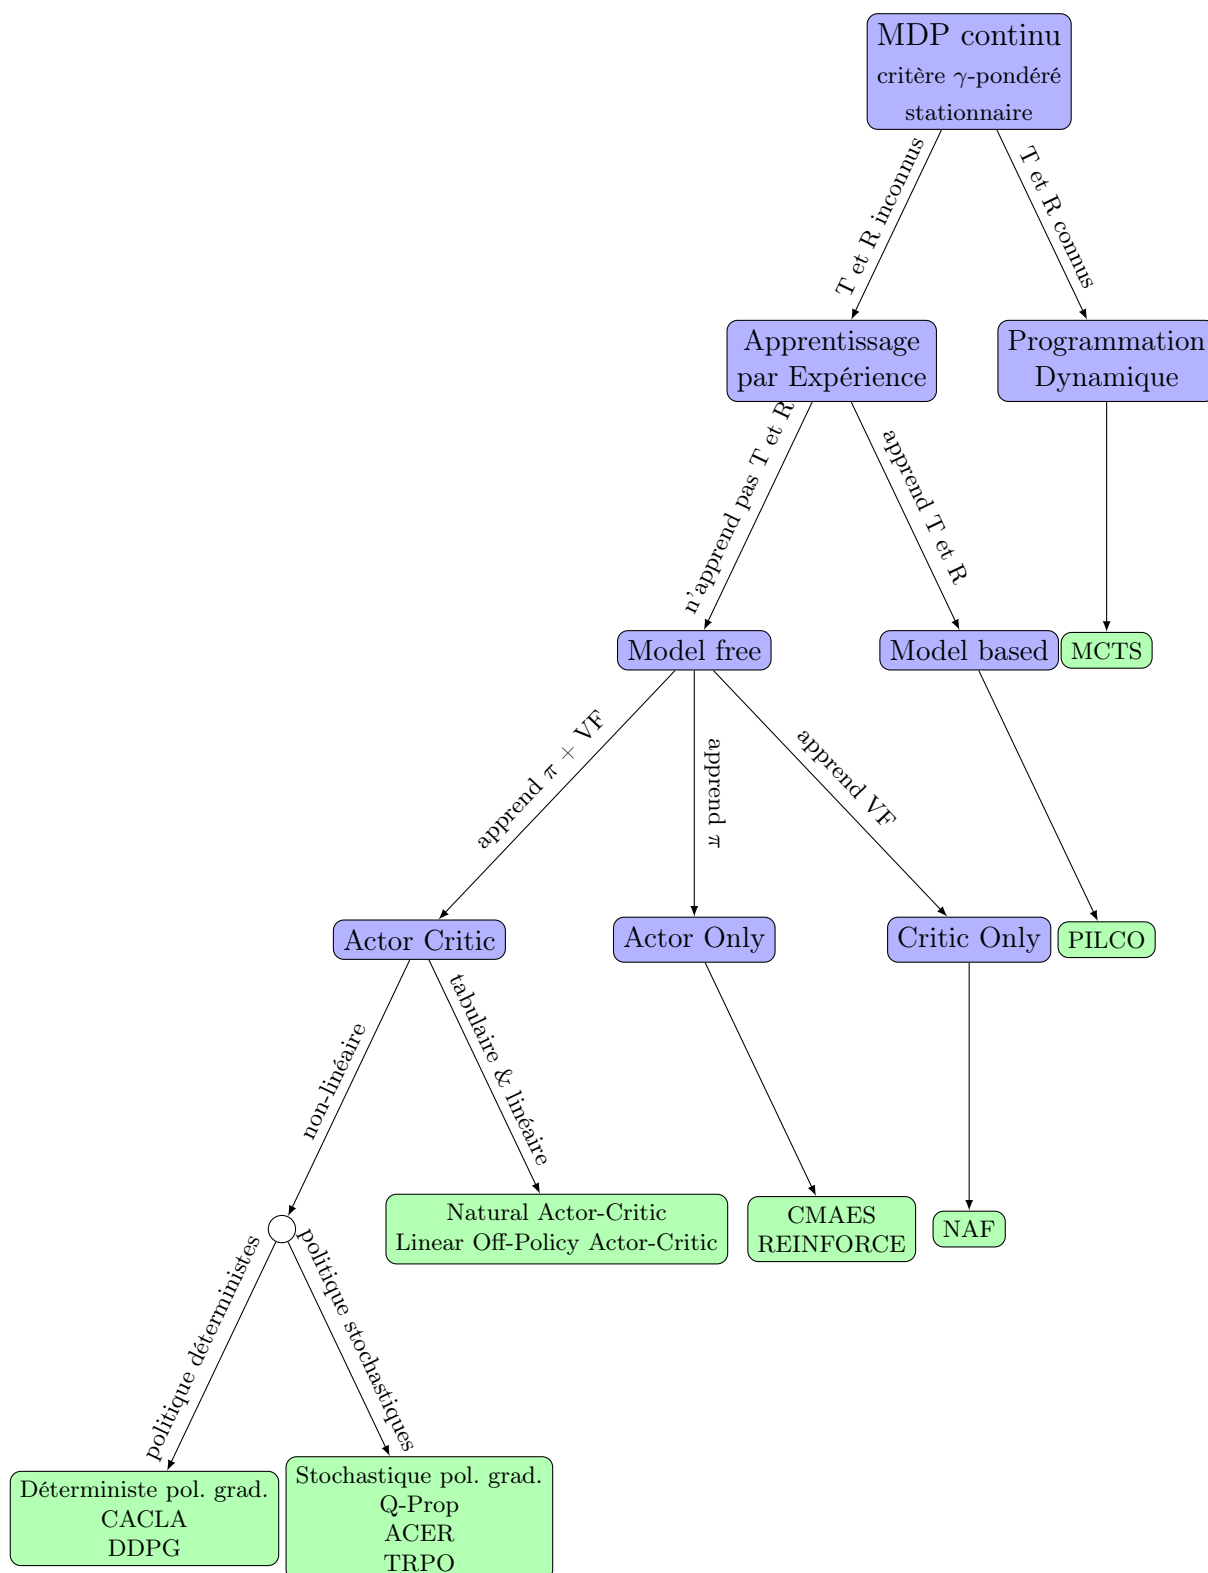 MDP continu
critère γ-pondéré
stationnaire
T et R inconnus
T et R connus
Apprentissage
par Expérience
Programmation
Dynamique
n'apprend pas T et R
apprend T et R
Model free
Model based
MCTS
apprend π + VF
apprend π
apprend VF
Actor Critic
Actor Only
Critic Only
PILCO
non-linéaire
tabulaire & linéaire
Natural Actor-Critic
Linear Off-Policy Actor-Critic
CMAES
REINFORCE
NAF
politique déterministes
politique stochastiques
Déterministe pol. grad.
CACLA
DDPG
Stochastique pol. grad.
Q-Prop
ACER
TRPO